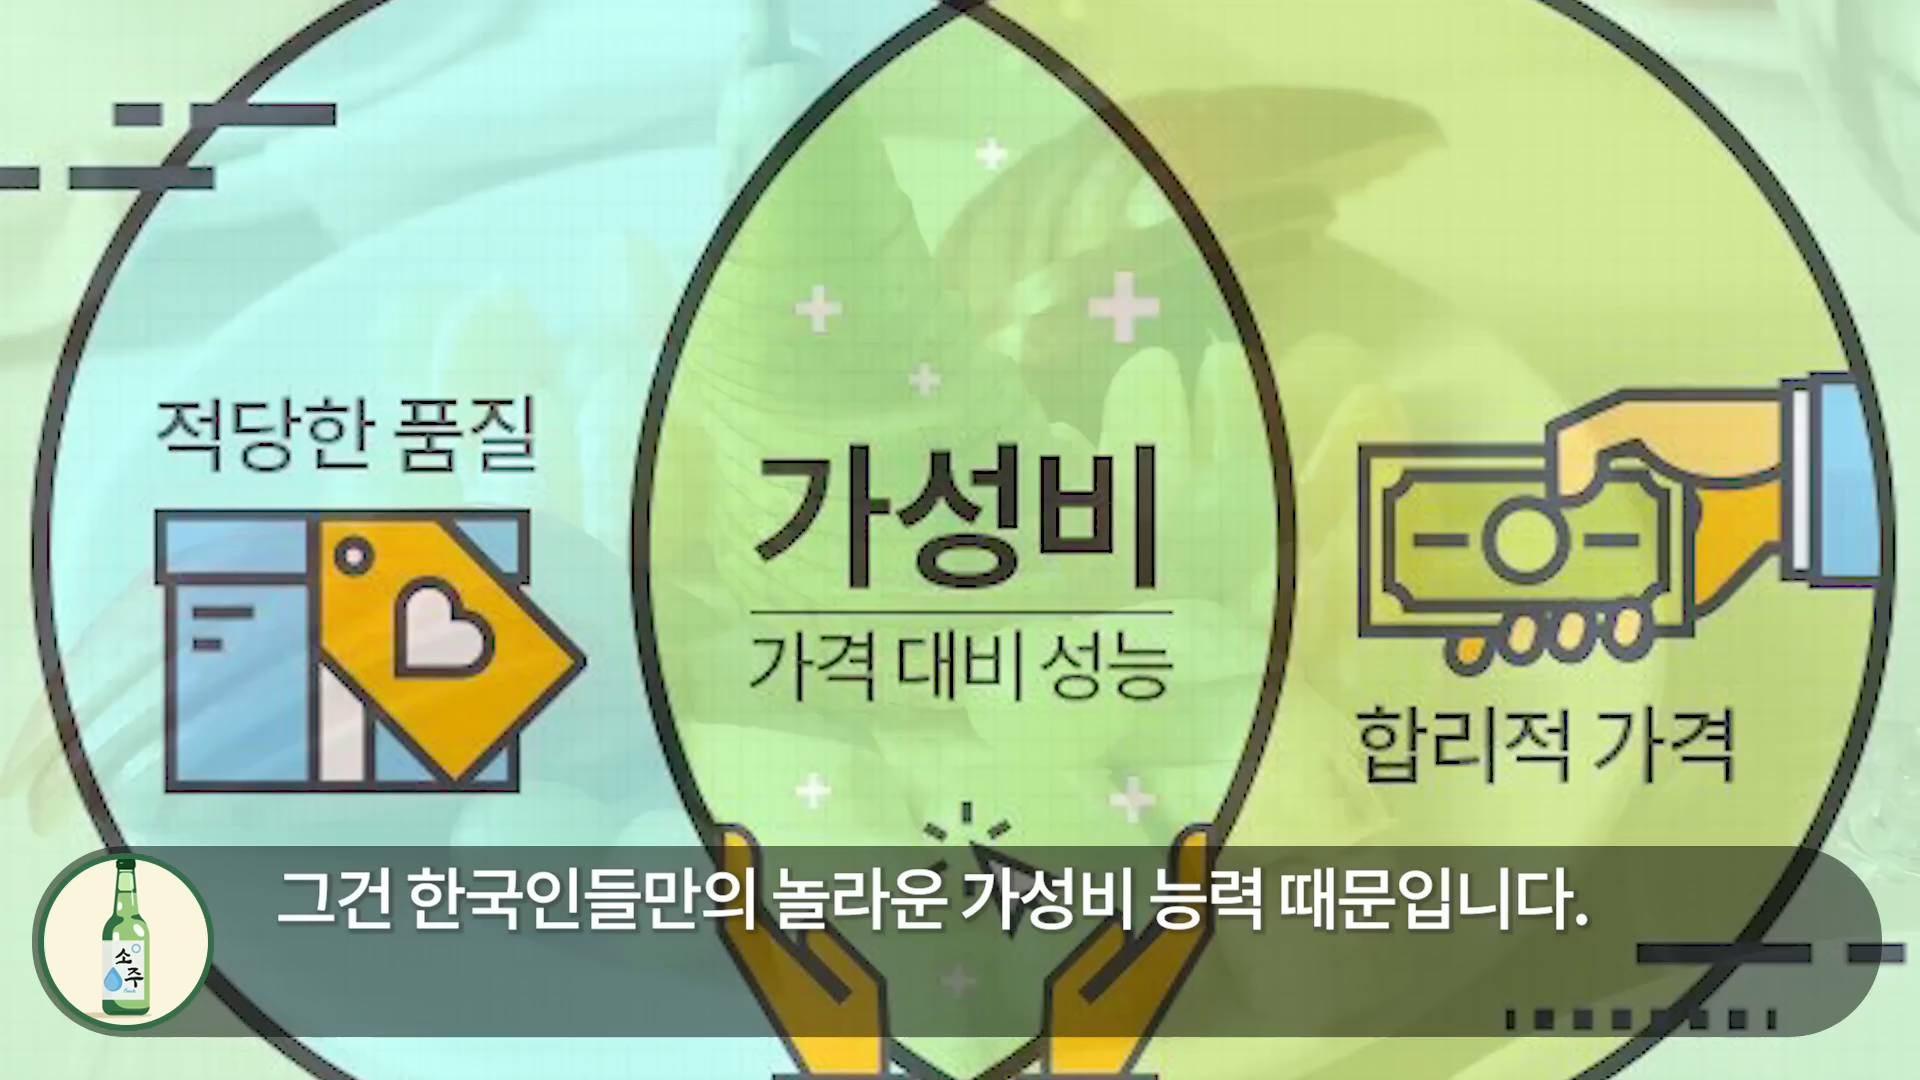 적당한 품질
가성비
가격 대비 성능
합리적 가격
그건 한국인들만의 놀라운 가성비 능력 때문입니다.
소주